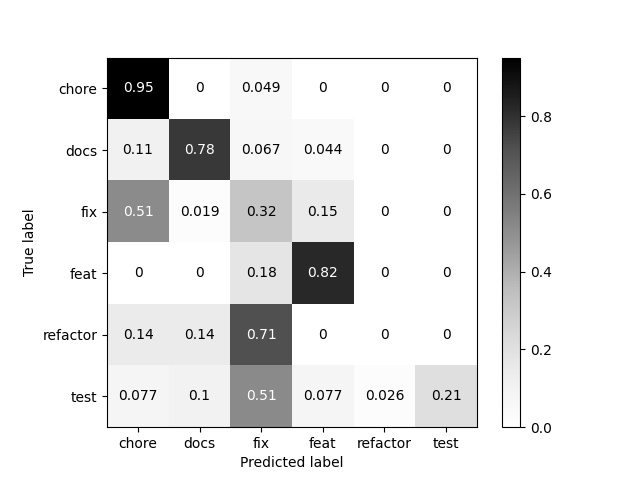 chore 0.95 0 0.049 0 0 0
docs 0.11 0.78 0.067 0.044 0 0
fix 0.51 0.019 0.32 0.15 0 0
feat 0 0 0.18 0.82 0 0
refactor 0.14 0.14 0.71 0 0 0
test 0.077 0.1 0.51 0.077 0.026 0.21
chore docs fix feat refactor test
Predicted label
True label
0.8
0.6
0.4
0.2
0.0